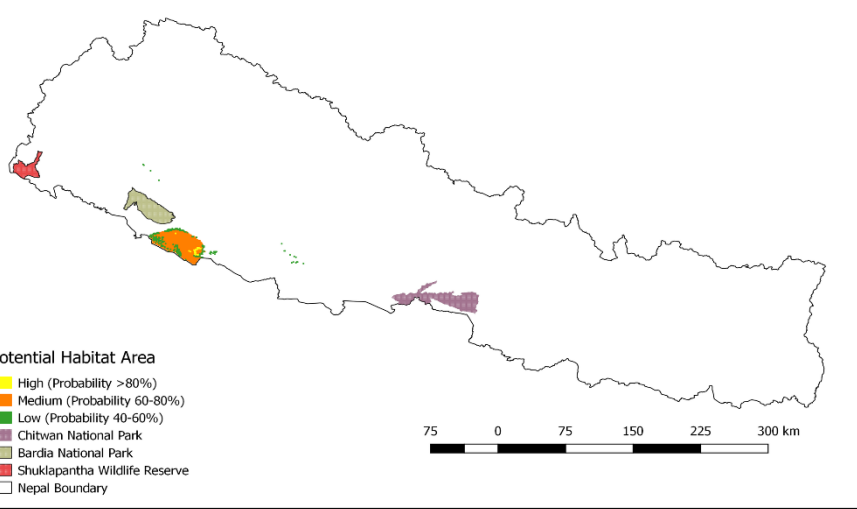 otential Habitat Area
High (Probability >80%)
Medium (Probability 60-80%)
Low (Probability 40-60%)
Chitwan National Park
Bardia National Park
Shuklapantha Wildlife Reserve
Nepal Boundary
75 0 75 150 225 300 km